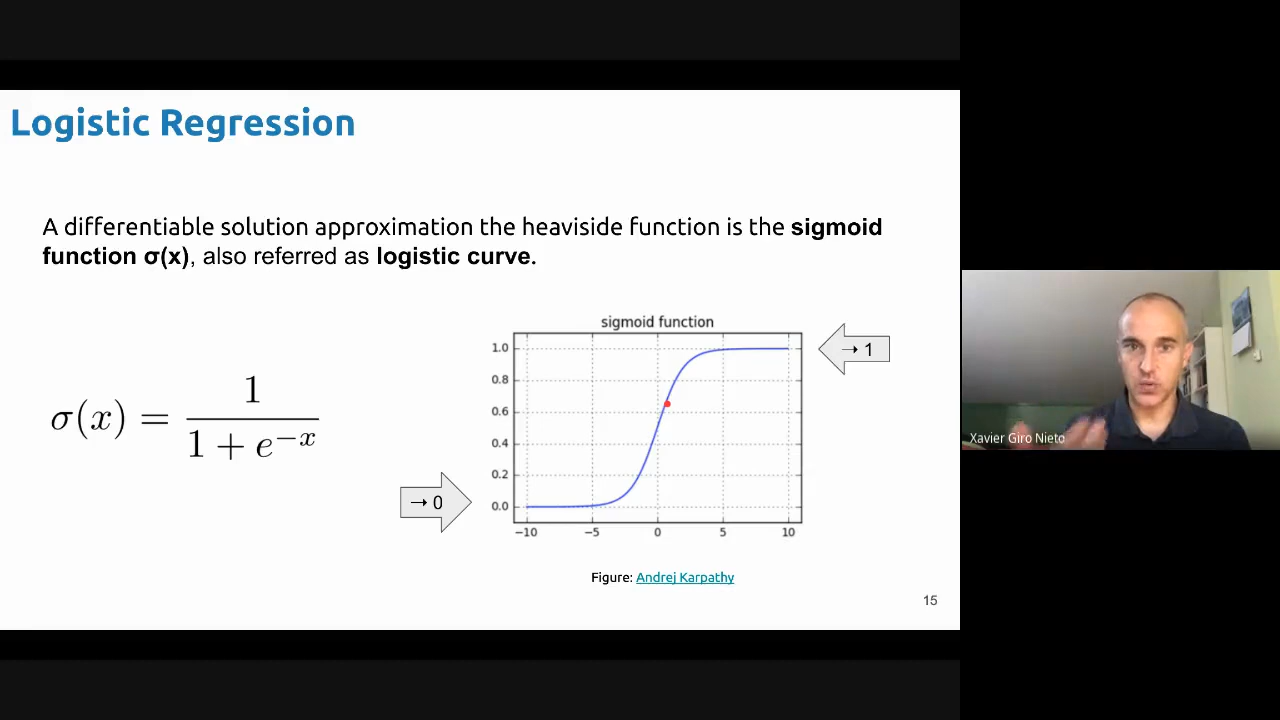 Logistic Regression
A differentiable solution approximation the heaviside function is the sigmoid
function σ(x), also referred as logistic curve.
σ(x) = 1 / (1 + e^{−x})
sigmoid function
1.0
0.8
0.6
0.4
0.2
0.0
−10 −5 0 5 10
→ 1
→ 0
Figure: Andrej Karpathy
15
Xavier Giro Nieto